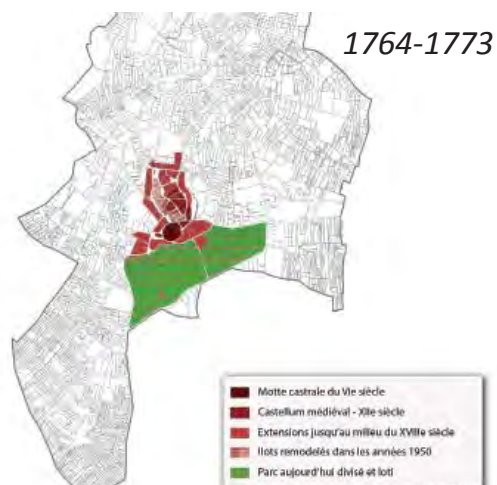 1764-1773
Motte castrale du VIe siècle
Castellum médiéval - XIIe siècle
Extensions jusqu'au milieu du XVIIIe siècle
Ilots remodelés dans les années 1950
Parc aujourd'hui divisé et loti